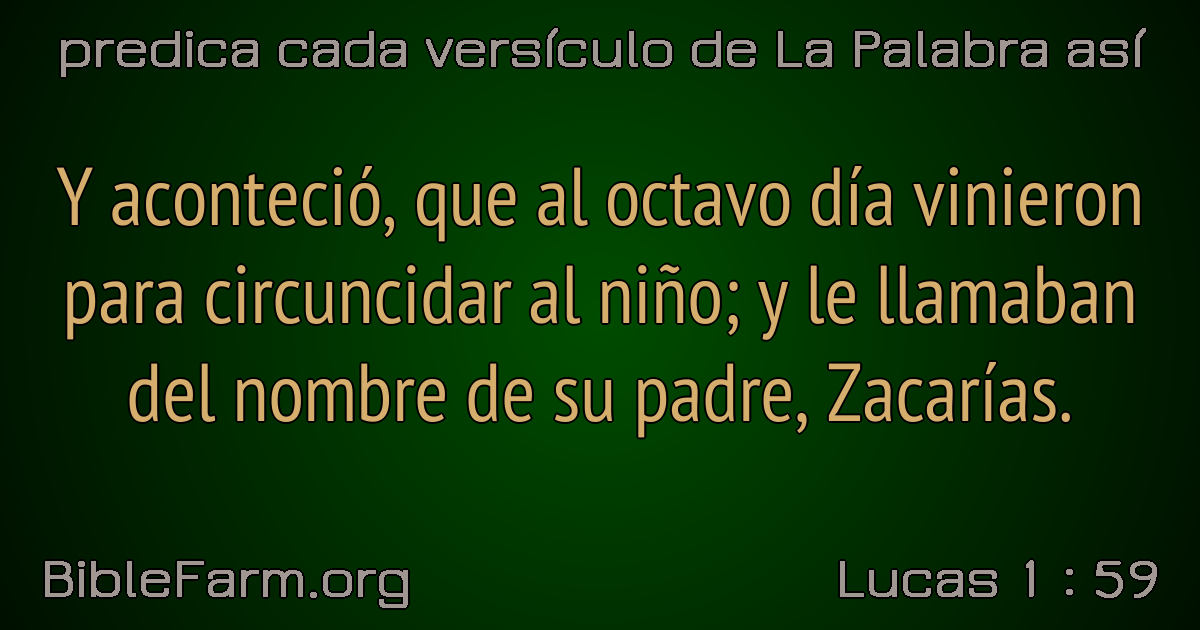 predica cada versículo de La Palabra así
Y aconteció, que al octavo día vinieron
para circuncidar al niño; y le llamaban
del nombre de su padre, Zacarías.
BibleFarm.org
Lucas 1 : 59